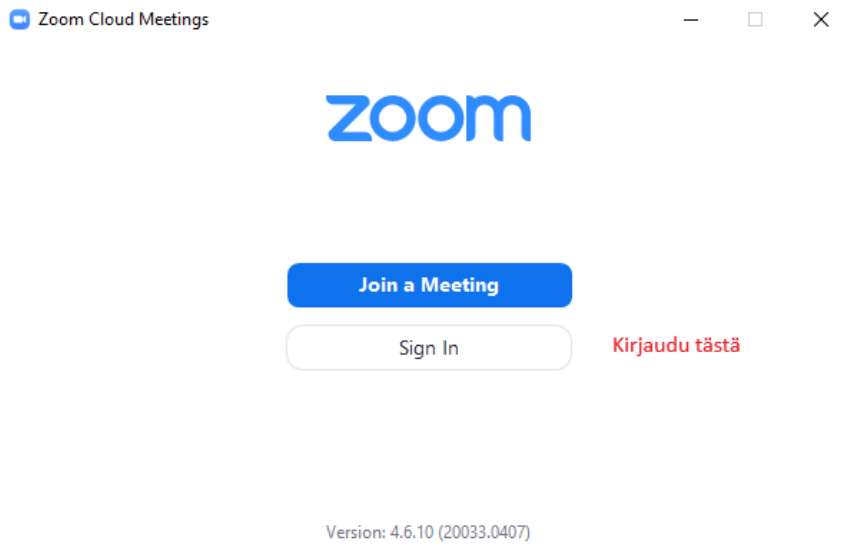 Zoom Cloud Meetings
zoom
Join a Meeting
Sign In
Kirjaudu tästä
Version: 4.6.10 (20033.0407)